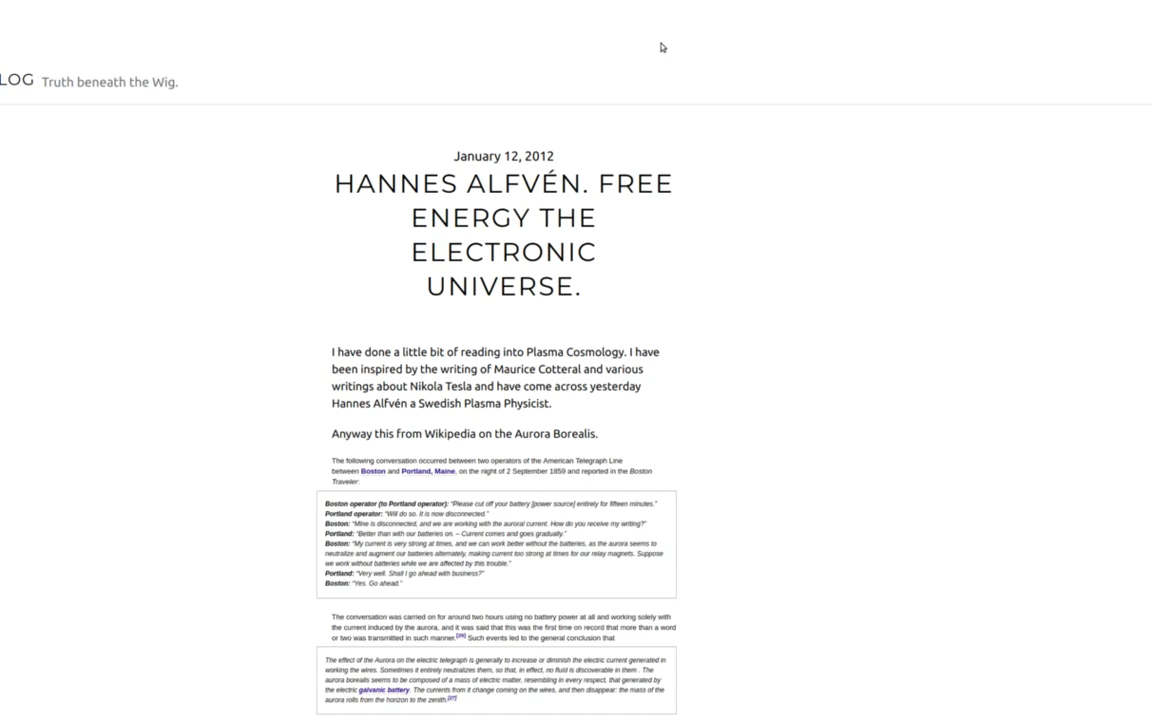 LOG Truth beneath the Wig.
January 12, 2012
HANNES ALFVÉN. FREE
ENERGY THE
ELECTRONIC
UNIVERSE.
I have done a little bit of reading into Plasma Cosmology. I have
been inspired by the writing of Maurice Cotteral and various
writings about Nikola Tesla and have come across yesterday
Hannes Alfvén a Swedish Plasma Physicist.
Anyway this from Wikipedia on the Aurora Borealis.
The following conversation occurred between two operators of the American Telegraph Line
between Boston and Portland, Maine, on the night of 2 September 1859 and reported in the Boston
Traveler:
Boston operator (to Portland operator): "Please cut off your battery [power source] entirely for fifteen minutes."
Portland operator: "Will do so. It is now disconnected."
Boston: "Mine is disconnected, and we are working with the auroral current. How do you receive my writing?"
Portland: "Better than with our batteries on. – Current comes and goes gradually."
Boston: "My current is very strong at times, and we can work better without the batteries, as the aurora seems to
neutralize and augment our batteries alternately, making current too strong at times for our relay magnets. Suppose
we work without batteries while we are affected by this trouble."
Portland: "Very well. Shall I go ahead with business?"
Boston: "Yes. Go ahead."
The conversation was carried on for around two hours using no battery power at all and working solely with
the current induced by the aurora, and it was said that this was the first time on record that more than a word
or two was transmitted in such manner.[25] Such events led to the general conclusion that
The effect of the Aurora on the electric telegraph is generally to increase or diminish the electric current generated in
working the wires. Sometimes it entirely neutralizes them, so that, in effect, no fluid is discoverable in them . The
aurora borealis seems to be composed of a mass of electric matter, resembling in every respect, that generated by
the electric galvanic battery. The currents from it change coming on the wires, and then disappear: the mass of the
aurora rolls from the horizon to the zenith.[27]